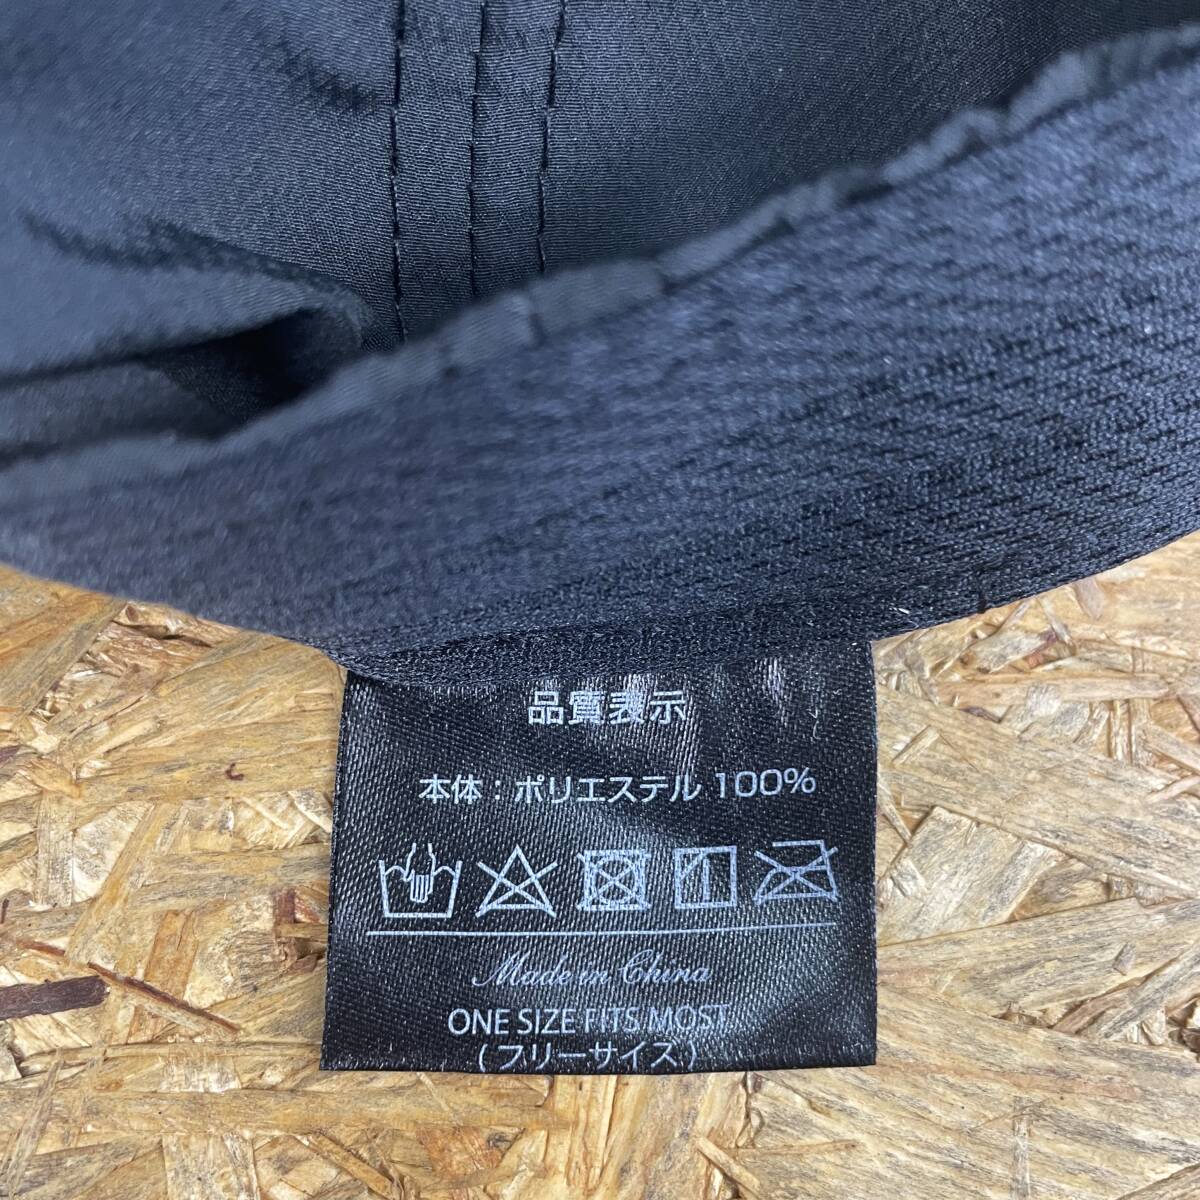 品質表示
本体：ポリエステル 100%
Made in China
ONE SIZE FITS MOST
(フリーサイズ)